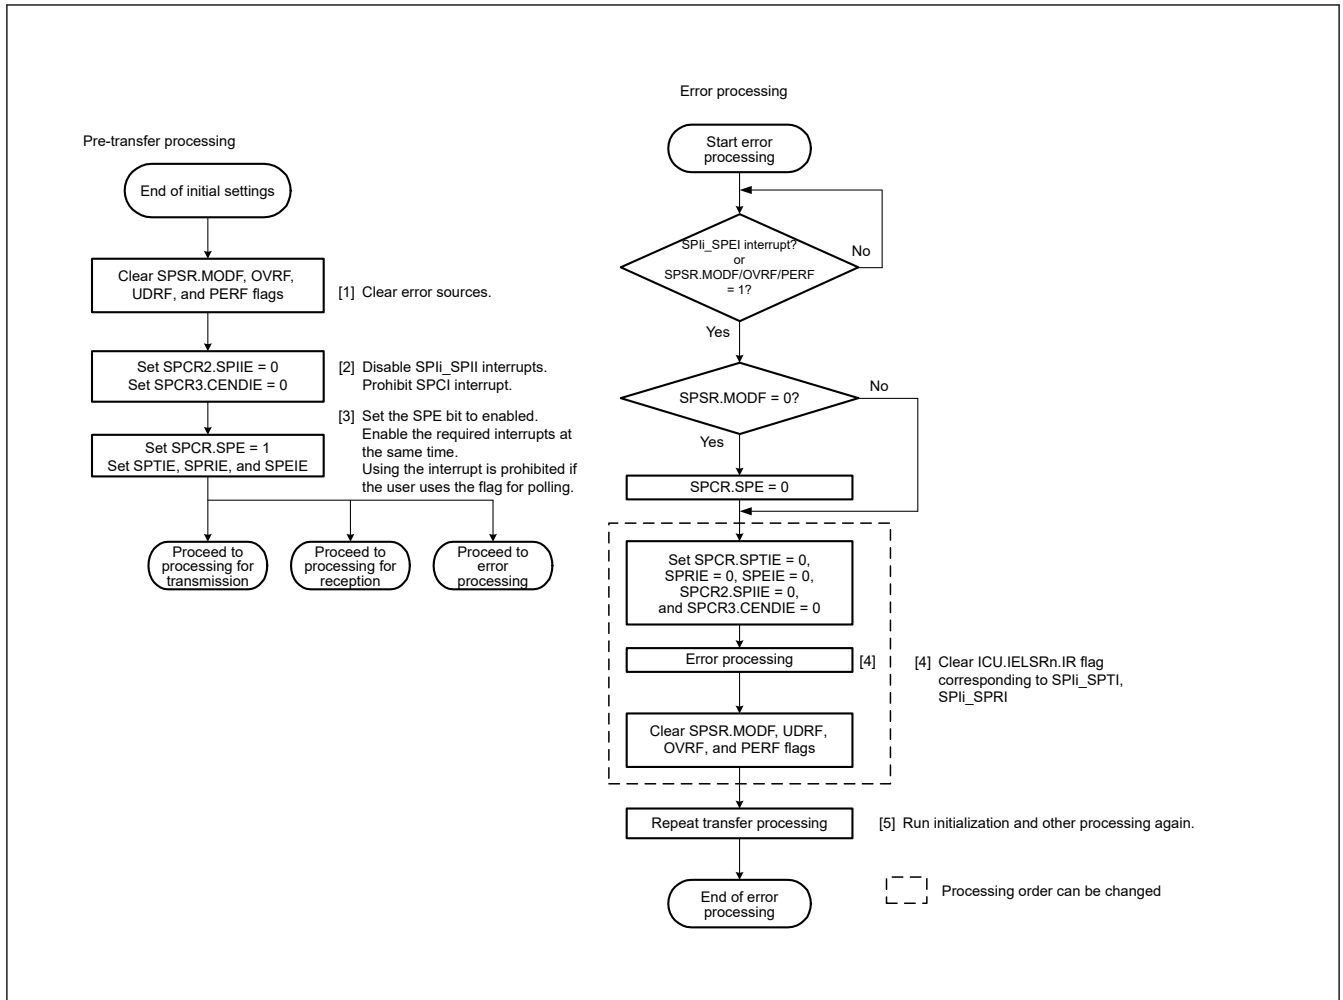 Pre-transfer processing
End of initial settings
Clear SPSR.MODF, OVRF,
UDRF, and PERF flags
[1] Clear error sources.
Set SPCR2.SPIIE = 0
Set SPCR3.CENDIE = 0
[2] Disable SPIi_SPII interrupts.
Prohibit SPCI interrupt.
Set SPCR.SPE = 1
Set SPTIE, SPRIE, and SPEIE
[3] Set the SPE bit to enabled.
Enable the required interrupts at
the same time.
Using the interrupt is prohibited if
the user uses the flag for polling.
Proceed to
processing for
transmission
Proceed to
processing for
reception
Proceed to
error
processing
Error processing
Start error
processing
SPIi_SPEI interrupt?
or
SPSR.MODF/OVRF/PERF
= 1?
No
Yes
SPSR.MODF = 0?
No
Yes
SPCR.SPE = 0
Set SPCR.SPTIE = 0,
SPRIE = 0, SPEIE = 0,
SPCR2.SPIIE = 0,
and SPCR3.CENDIE = 0
Error processing
[4]
[4] Clear ICU.IELSRn.IR flag
corresponding to SPIi_SPTI,
SPIi_SPRI
Clear SPSR.MODF, UDRF,
OVRF, and PERF flags
Repeat transfer processing
[5] Run initialization and other processing again.
End of error
processing
Processing order can be changed